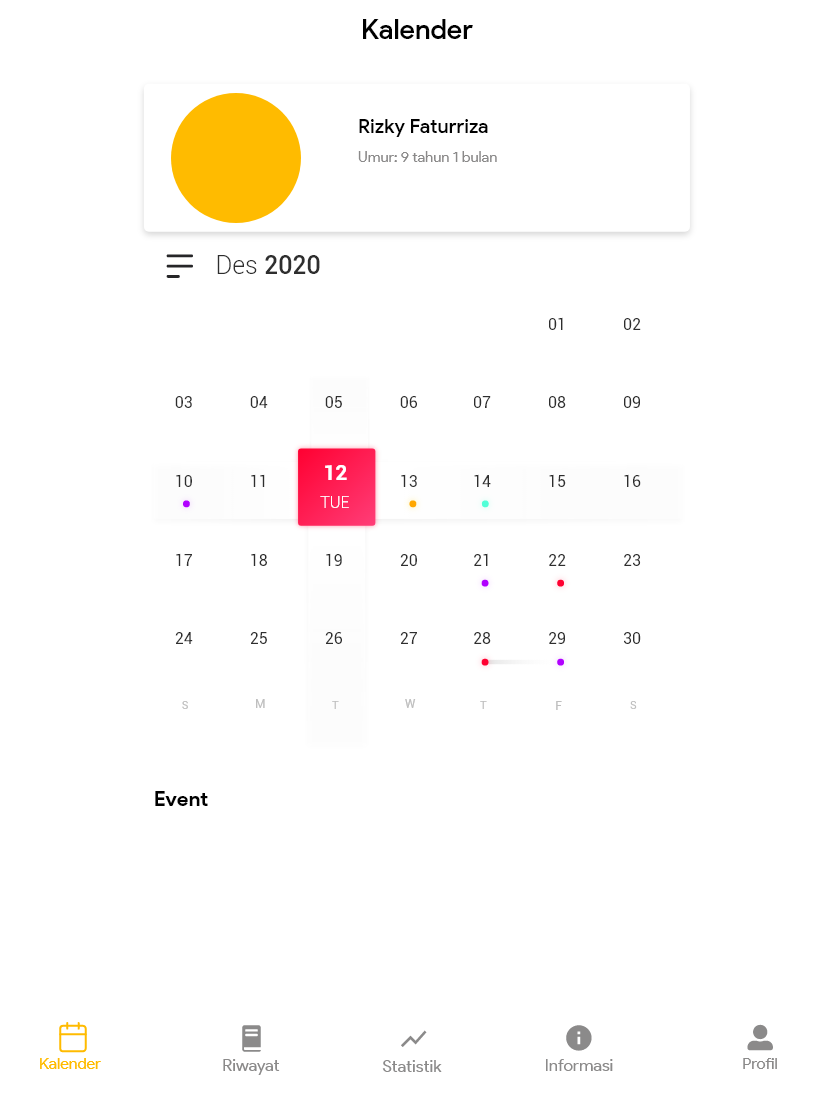 Kalender
Rizky Faturriza
Umur: 9 tahun 1 bulan
Des 2020
01 02
03 04 05 06 07 08 09
10 11 12 13 14 15 16
TUE
17 18 19 20 21 22 23
24 25 26 27 28 29 30
S M T W T F S
Event
Kalender Riwayat Statistik Informasi Profil